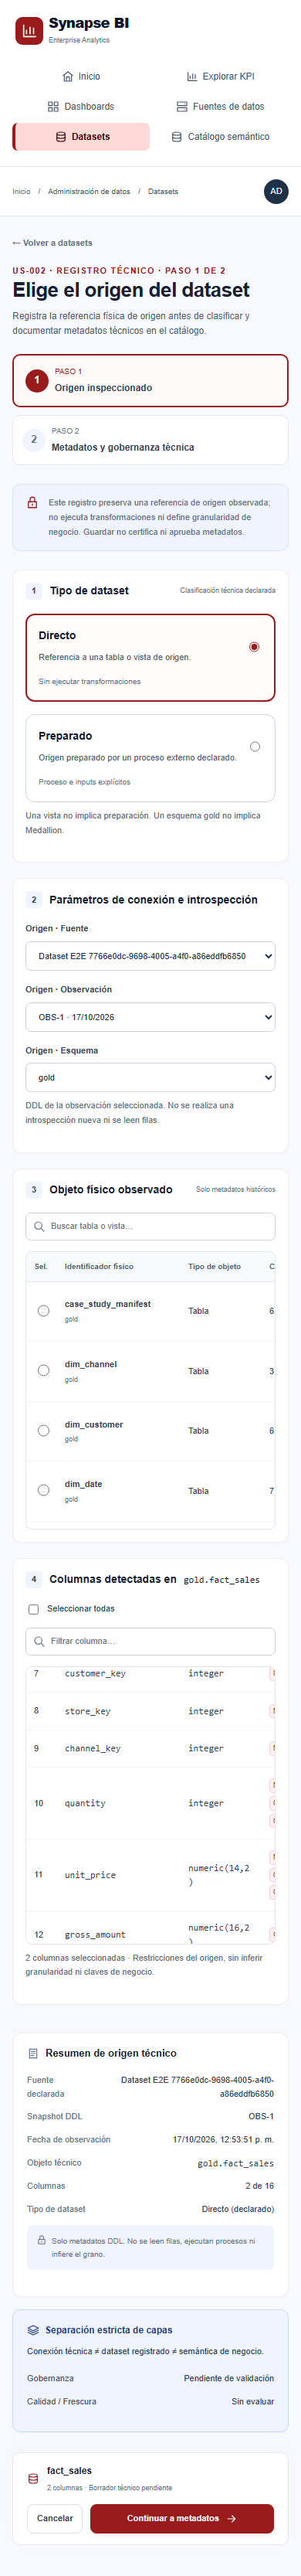 Synapse BI
Enterprise Analytics
Inicio
Explorar KPI
Dashboards
Fuentes de datos
Datasets
Catálogo semántico
Inicio / Administración de datos / Datasets
AD
← Volver a datasets
US-002 • REGISTRO TÉCNICO • PASO 1 DE 2
Elige el origen del dataset
Registra la referencia física de origen antes de clasificar y
documentar metadatos técnicos en el catálogo.
1
PASO 1
Origen inspeccionado
2
PASO 2
Metadatos y gobernanza técnica
Este registro preserva una referencia de origen observada;
no ejecuta transformaciones ni define granularidad de
negocio. Guardar no certifica ni aprueba metadatos.
1 Tipo de dataset
Clasificación técnica declarada
Directo
Referencia a una tabla o vista de origen.
Sin ejecutar transformaciones
Preparado
Origen preparado por un proceso externo declarado.
Proceso e inputs explícitos
Una vista no implica preparación. Un esquema gold no implica
Medallion.
2 Parámetros de conexión e introspección
Origen · Fuente
Dataset E2E 7766e0dc-9698-4005-a4f0-a86eddfb6850
Origen · Observación
OBS-1 · 17/10/2026
Origen · Esquema
gold
DDL de la observación seleccionada. No se realiza una
introspección nueva ni se leen filas.
3 Objeto físico observado
Solo metadatos históricos
Buscar tabla o vista…
Sel. Identificador físico Tipo de objeto C
case_study_manifest
gold
Tabla 6
dim_channel
gold
Tabla 3
dim_customer
gold
Tabla 6
dim_date
gold
Tabla 7
4 Columnas detectadas en gold.fact_sales
Seleccionar todas
Filtrar columna…
7 customer_key integer
8 store_key integer
9 channel_key integer
10 quantity integer
11 unit_price numeric(14,2
)
12 gross_amount numeric(16,2
)
2 columnas seleccionadas · Restricciones del origen, sin inferir
granularidad ni claves de negocio.
Resumen de origen técnico
Fuente
declarada
Dataset E2E 7766e0dc-9698-4005-a4f0-
a86eddfb6850
Snapshot DDL OBS-1
Fecha de observación 17/10/2026, 12:53:51 p. m.
Objeto técnico gold.fact_sales
Columnas 2 de 16
Tipo de dataset Directo (declarado)
Solo metadatos DDL. No se leen filas, ejecutan procesos ni
infiere el grano.
Separación estricta de capas
Conexión técnica ≠ dataset registrado ≠ semántica de negocio.
Gobernanza Pendiente de validación
Calidad / Frescura Sin evaluar
fact_sales
2 columnas · Borrador técnico pendiente
Cancelar
Continuar a metadatos →